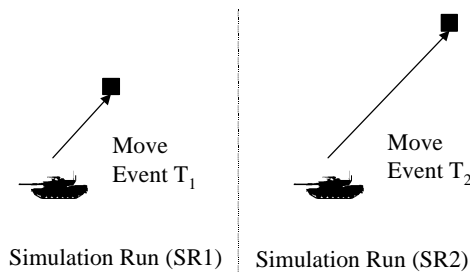 Move
Event T1
Simulation Run (SR1)
Move
Event T2
Simulation Run (SR2)